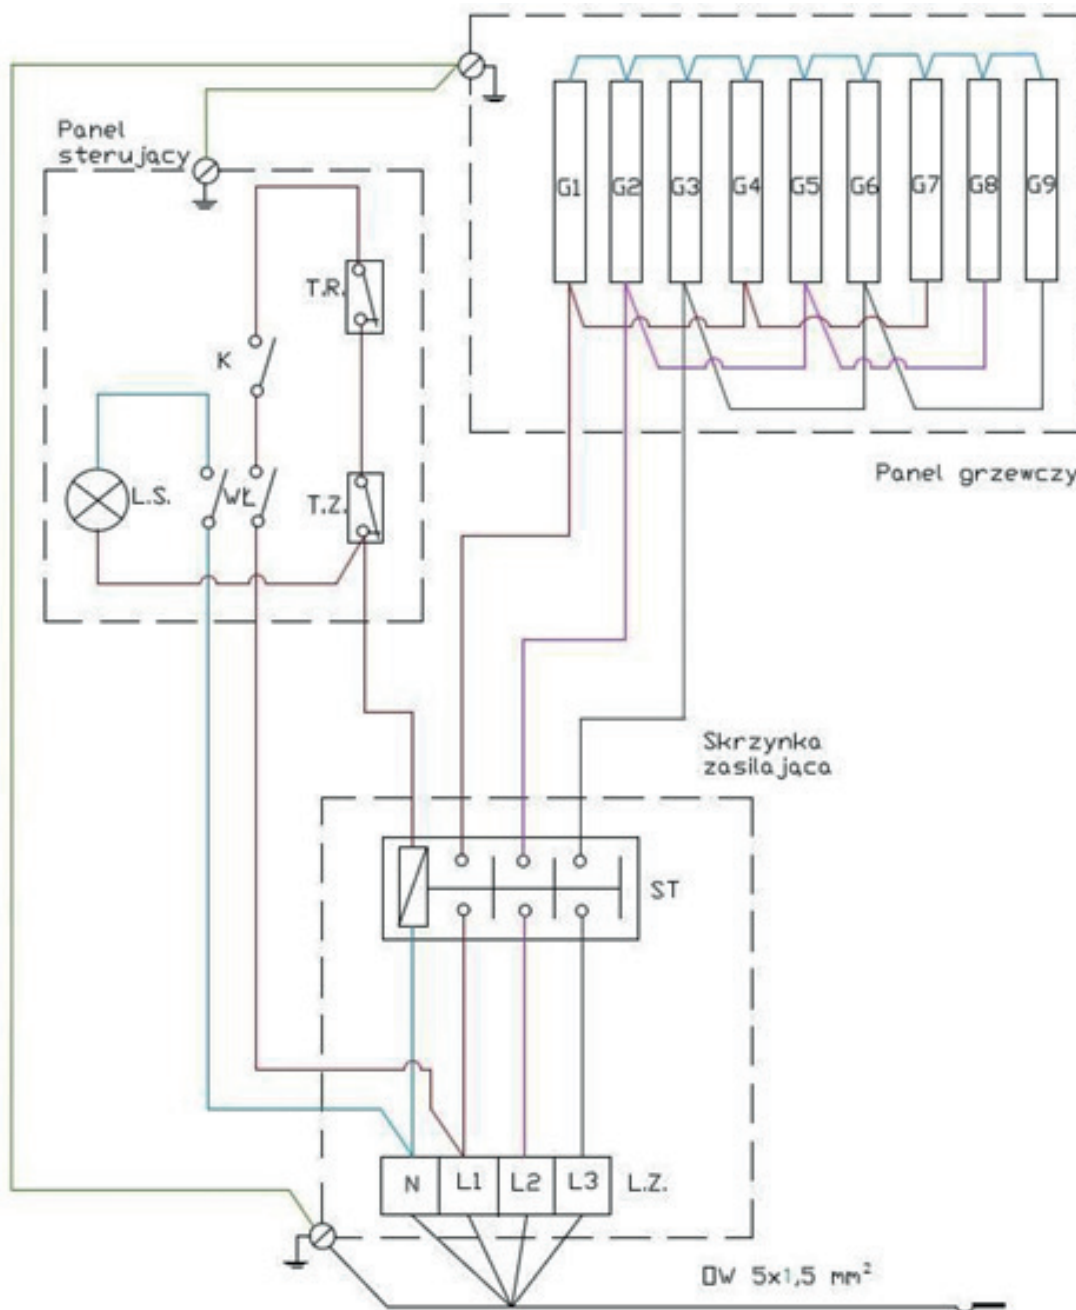 Panel
sterujący
G1 G2 G3 G4 G5 G6 G7 G8 G9
T.R.
K
Panel grzewczy
L.S.
WŁ
T.Z.
Skrzynka
zasilająca
ST
N L1 L2 L3 L.Z.
OW 5x1,5 mm²